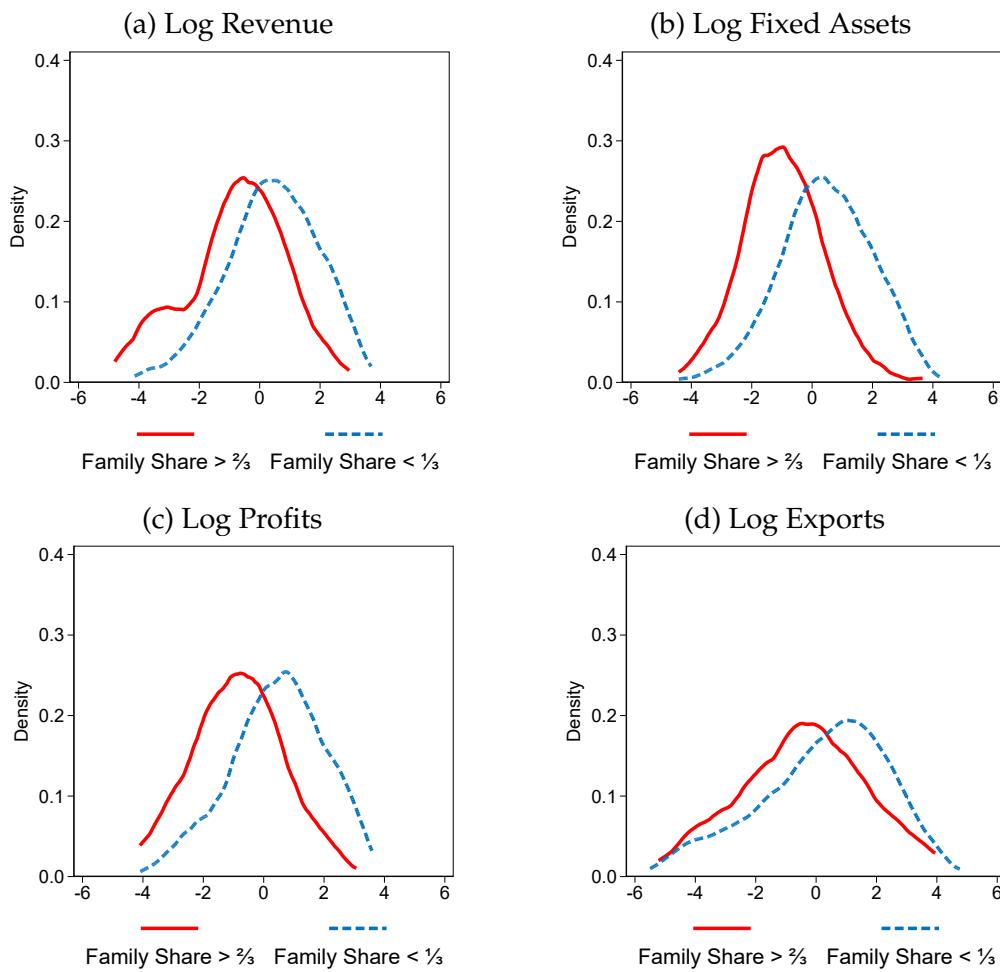 (a) Log Revenue
0.4
0.3
0.2
0.1
0.0
Density
-6 -4 -2 0 2 4 6
Family Share > ⅔ Family Share < ⅓
(b) Log Fixed Assets
0.4
0.3
0.2
0.1
0.0
Density
-6 -4 -2 0 2 4 6
Family Share > ⅔ Family Share < ⅓
(c) Log Profits
0.4
0.3
0.2
0.1
0.0
Density
-6 -4 -2 0 2 4 6
Family Share > ⅔ Family Share < ⅓
(d) Log Exports
0.4
0.3
0.2
0.1
0.0
Density
-6 -4 -2 0 2 4 6
Family Share > ⅔ Family Share < ⅓